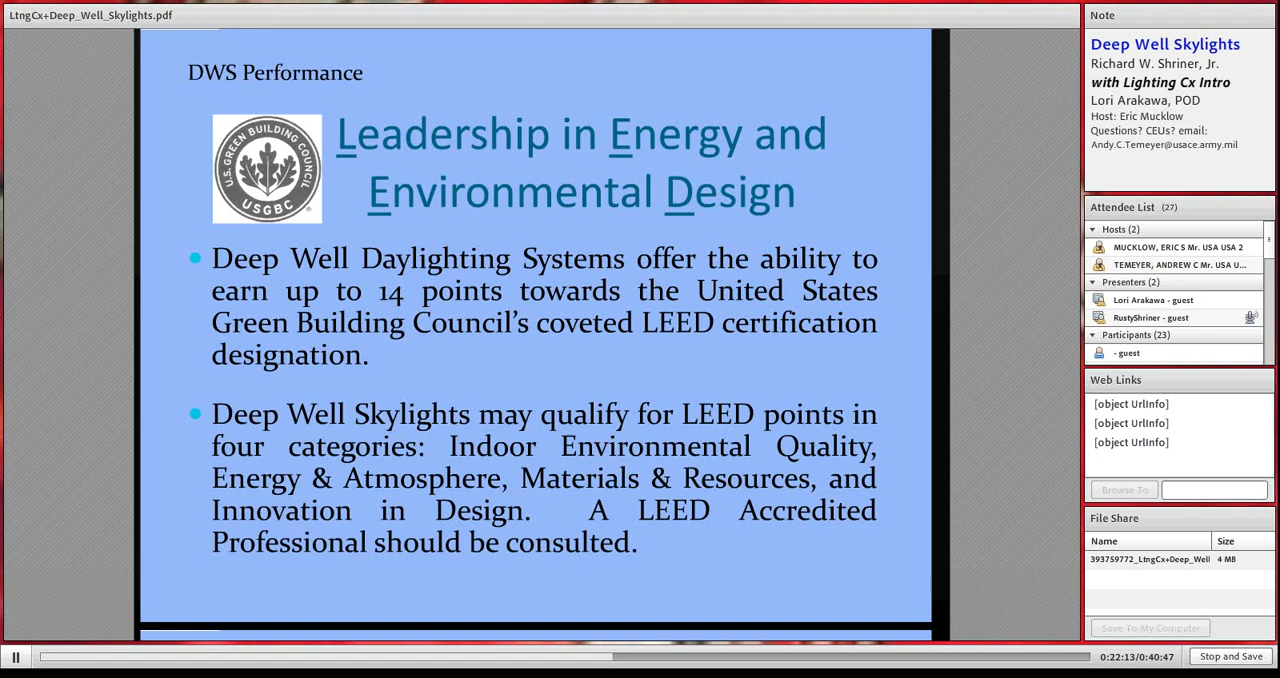 LtngCx+Deep_Well_Skylights.pdf
DWS Performance
U.S. GREEN BUILDING COUNCIL
USGBC
®
Leadership in Energy and
Environmental Design
Deep Well Daylighting Systems offer the ability to
earn up to 14 points towards the United States
Green Building Council's coveted LEED certification
designation.
Deep Well Skylights may qualify for LEED points in
four categories: Indoor Environmental Quality,
Energy & Atmosphere, Materials & Resources, and
Innovation in Design. A LEED Accredited
Professional should be consulted.
Note
Deep Well Skylights
Richard W. Shriner, Jr.
with Lighting Cx Intro
Lori Arakawa, POD
Host: Eric Mucklow
Questions? CEUs? email:
Andy.C.Temeyer@usace.army.mil
Attendee List (27)
Hosts (2)
MUCKLOW, ERIC S Mr. USA USA 2
TEMEYER, ANDREW C Mr. USA U...
Presenters (2)
Lori Arakawa - guest
RustyShriner - guest
Participants (23)
- guest
Web Links
[object UrlInfo]
[object UrlInfo]
[object UrlInfo]
Browse To
File Share
Name Size
393759772_LtngCx+Deep_Well 4 MB
Save To My Computer
0:22:13/0:40:47
Stop and Save